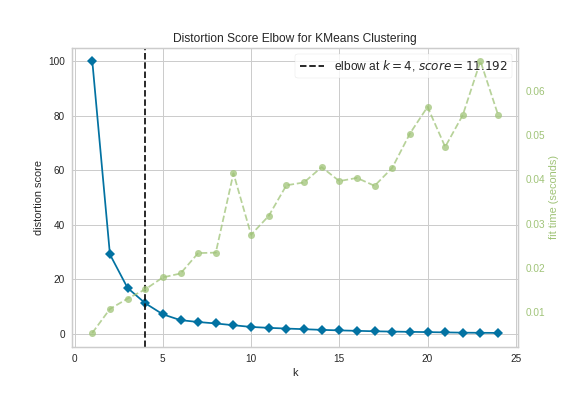 Distortion Score Elbow for KMeans Clustering
elbow at k = 4, score = 11.192
distortion score
100
80
60
40
20
0
0.06
0.05
0.04
0.03
0.02
0.01
fit time (seconds)
0 5 10 15 20 25
k